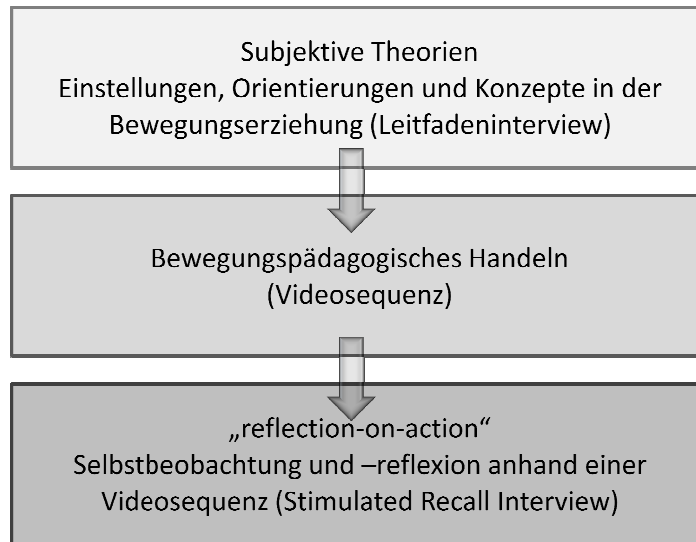 Subjektive Theorien
Einstellungen, Orientierungen und Konzepte in der
Bewegungserziehung (Leitfadeninterview)
Bewegungspädagogisches Handeln
(Videosequenz)
„reflection-on-action“
Selbstbeobachtung und –reflexion anhand einer
Videosequenz (Stimulated Recall Interview)